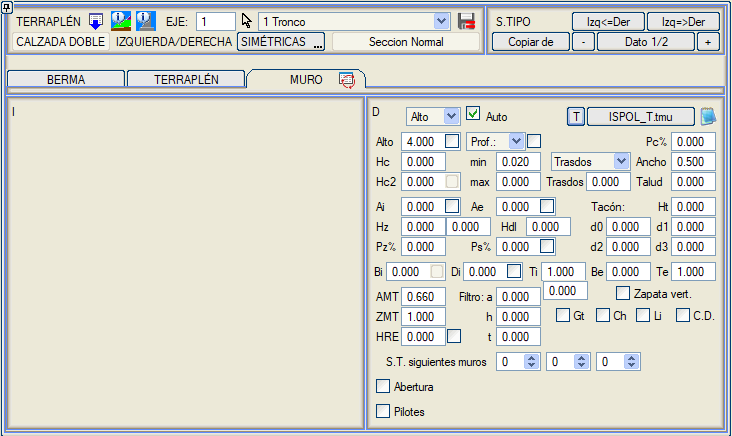 TERRAPLÉN EJE: 1 1 Tronco S.TIPO Izq<=Der Izq=>Der
CALZADA DOBLE IZQUIERDA/DERECHA SIMÉTRICAS ... Seccion Normal Copiar de - Dato 1/2 +
BERMA TERRAPLÉN MURO
I
D Alto Auto T ISPOL_T.tmu
Alto 4.000 Prof.: Pc% 0.000
Hc 0.000 min 0.020 Trasdos Ancho 0.500
Hc2 0.000 max 0.000 Trasdos 0.000 Talud 0.000
Ai 0.000 Ae 0.000 Tacón: Ht 0.000
Hz 0.000 0.000 Hdl 0.000 d0 0.000 d1 0.000
Pz% 0.000 Ps% 0.000 d2 0.000 d3 0.000
Bi 0.000 Di 0.000 Ti 1.000 Be 0.000 Te 1.000
AMT 0.660 Filtro: a 0.000 0.000 Zapata vert.
ZMT 1.000 h 0.000 Gt Ch Li C.D.
HRE 0.000 t 0.000
S.T. siguientes muros 0 0 0
Abertura
Pilotes